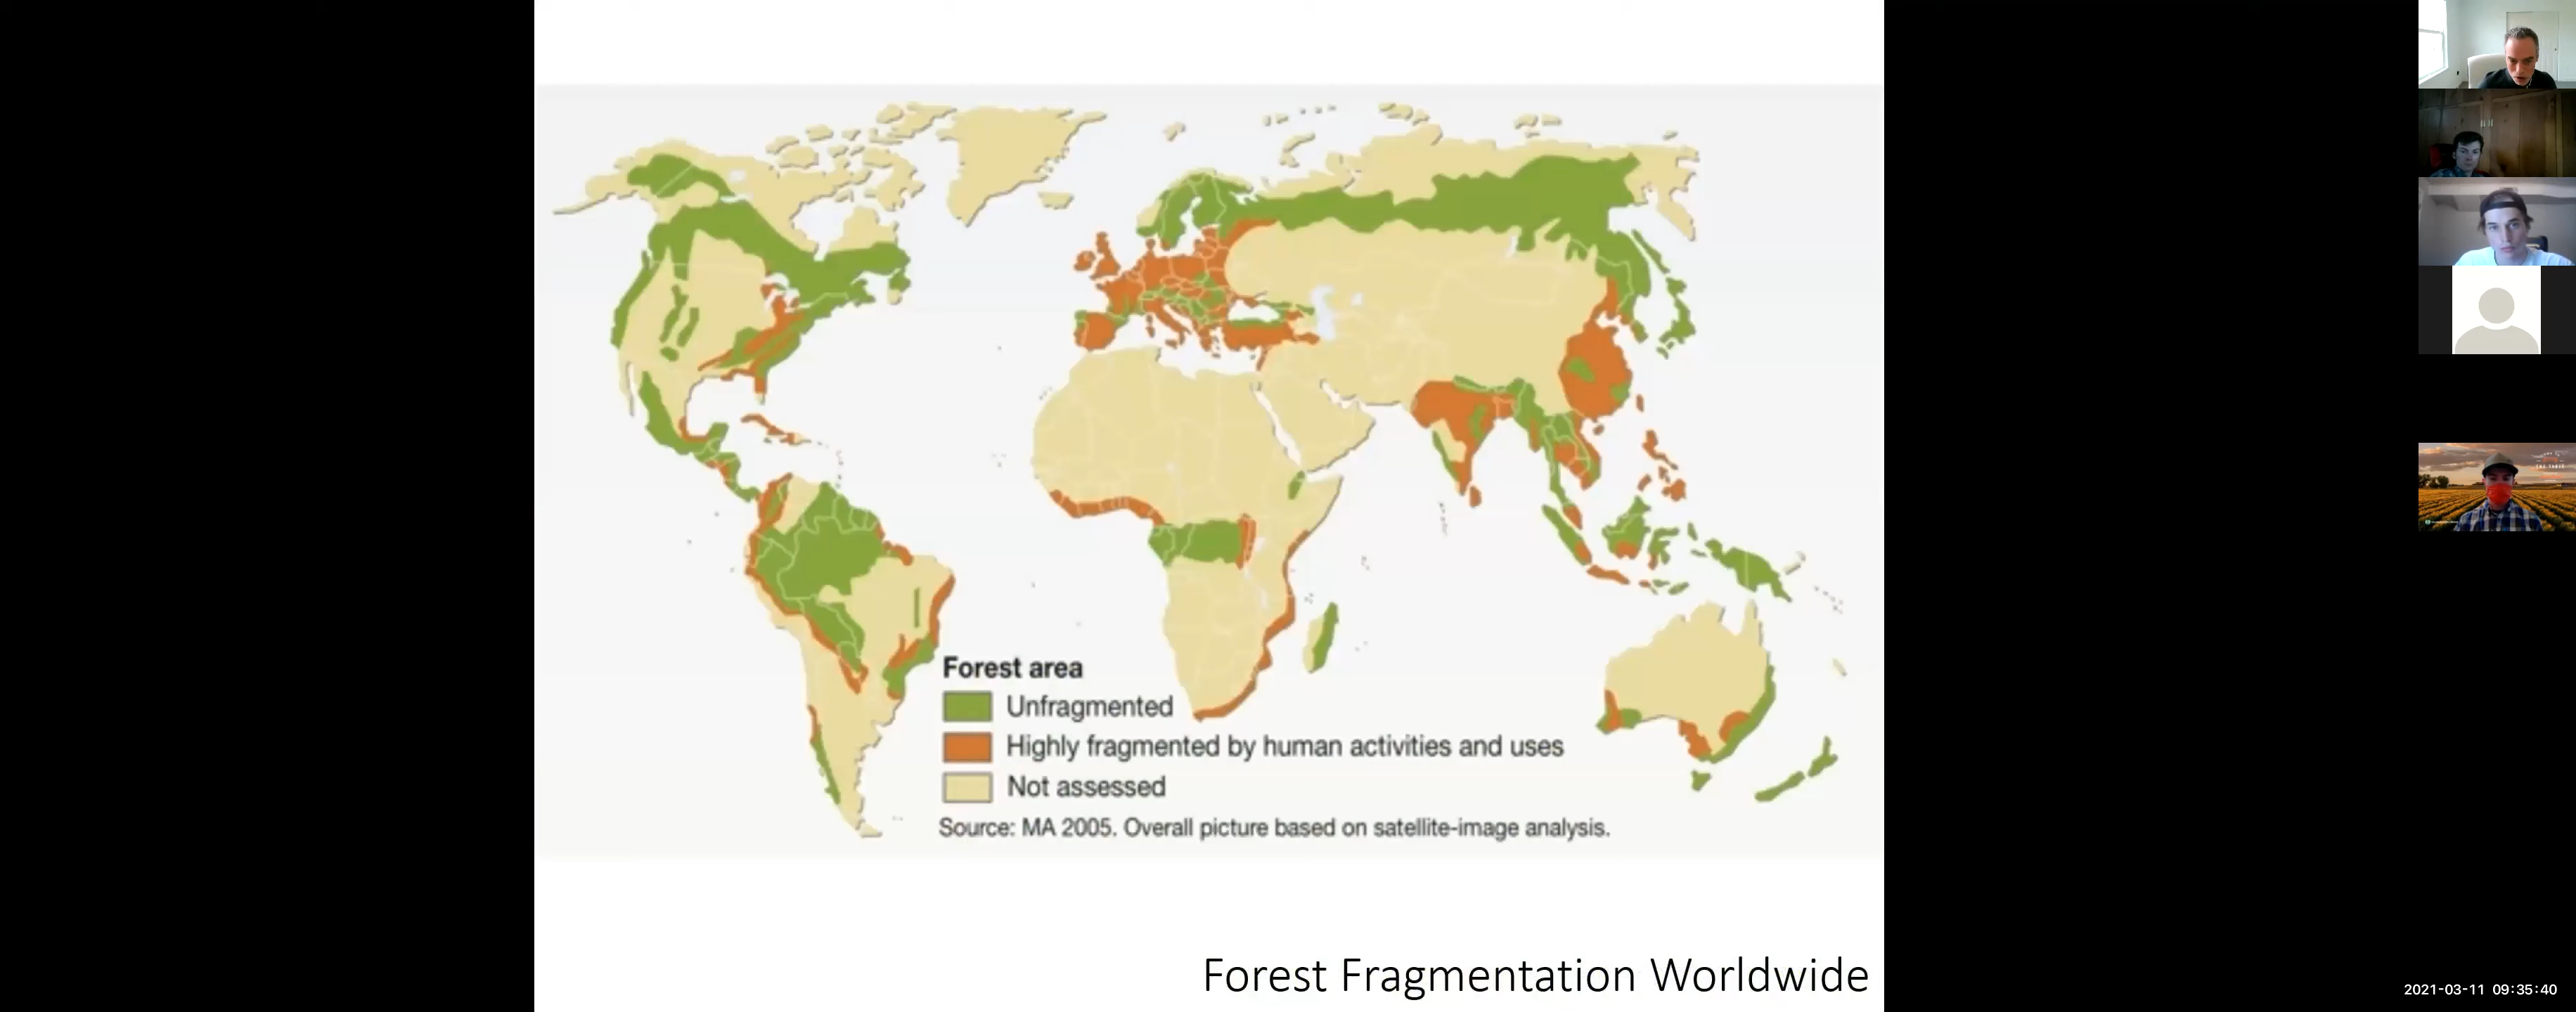 Forest area
Unfragmented
Highly fragmented by human activities and uses
Not assessed
Source: MA 2005. Overall picture based on satellite-image analysis.
Forest Fragmentation Worldwide
2021-03-11 09:35:40